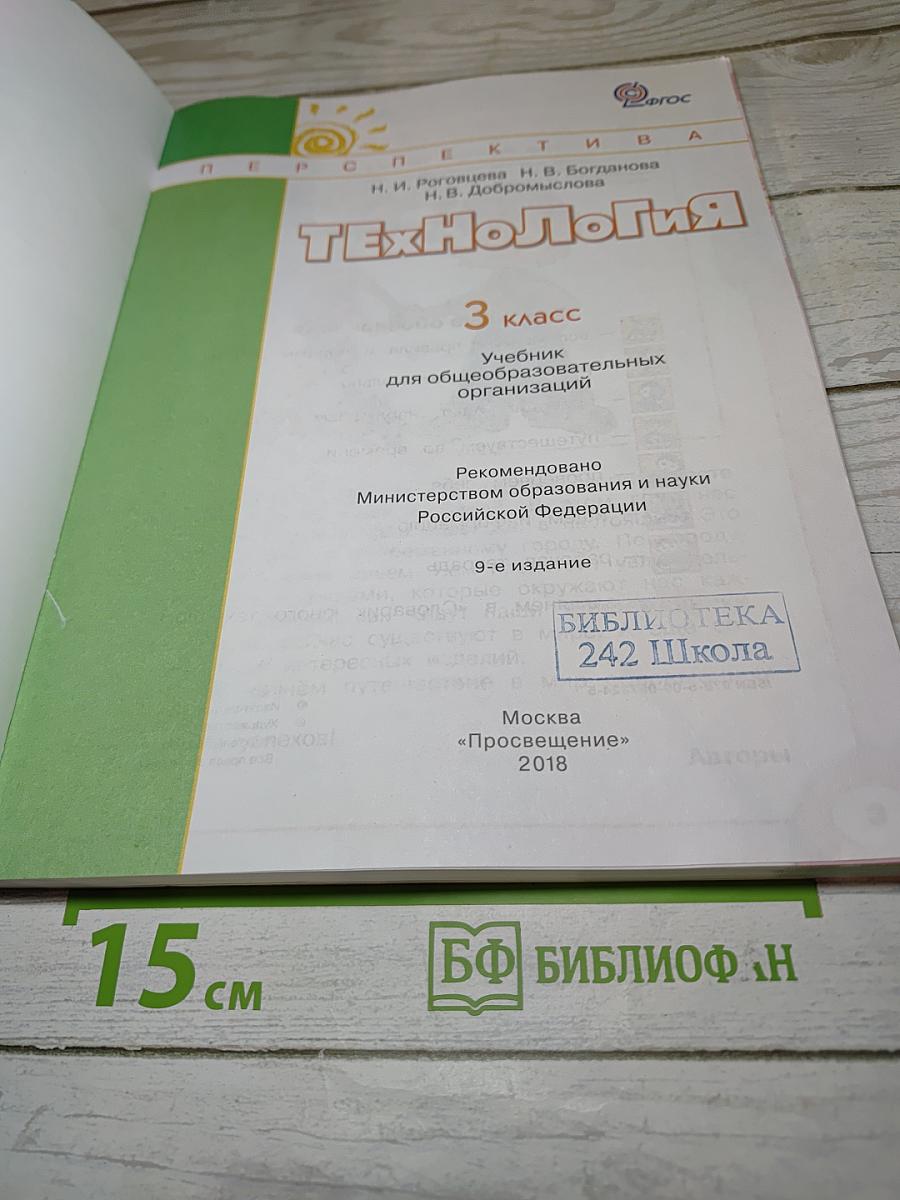 ФГОС
ПЕРСПЕКТИВА
Н. И. Роговцева Н. В. Богданова
Н. В. Добромыслова
ТЕхНоЛоГиЯ
3 класс
Учебник
для общеобразовательных
организаций
Рекомендовано
Министерством образования и науки
Российской Федерации
9-е издание
БИБЛИОТЕКА
242 Школа
Москва
«Просвещение»
2018
15 см
БФ БИБЛИОФАН